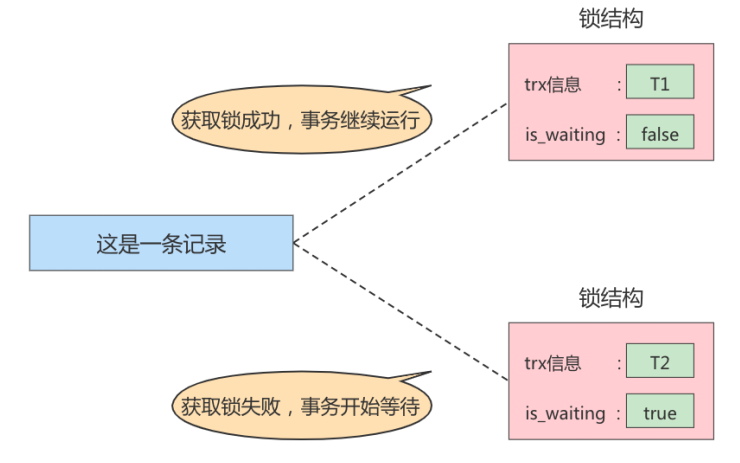 锁结构
trx信息 : T1
获取锁成功，事务继续运行
is_waiting : false
这是一条记录
锁结构
trx信息 : T2
获取锁失败，事务开始等待
is_waiting : true